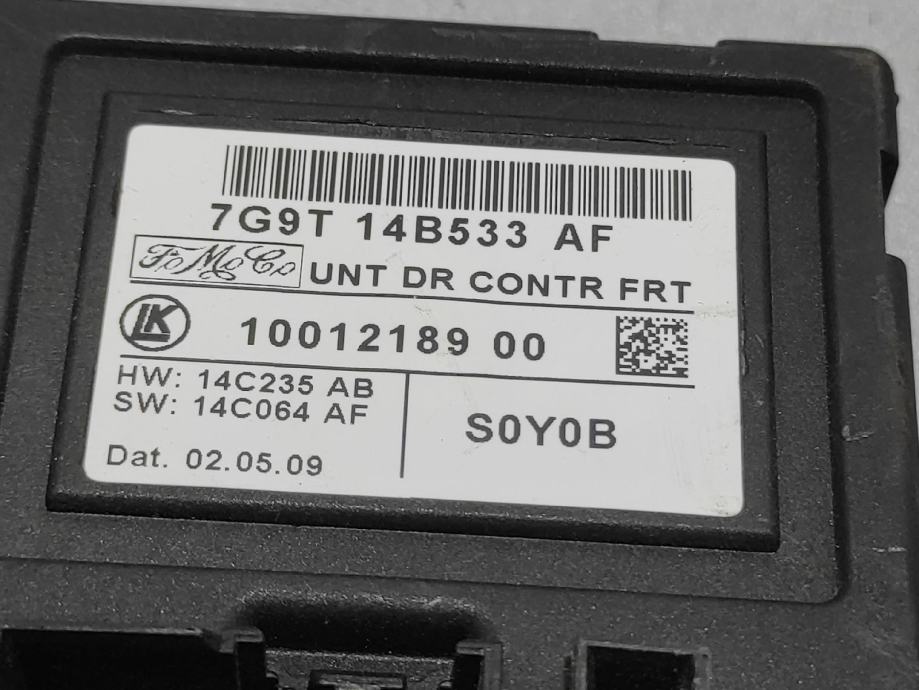 7G9T 14B533 AF
FoMoCo UNT DR CONTR FRT
LK 10012189 00
HW: 14C235 AB
SW: 14C064 AF
S0Y0B
Dat. 02.05.09